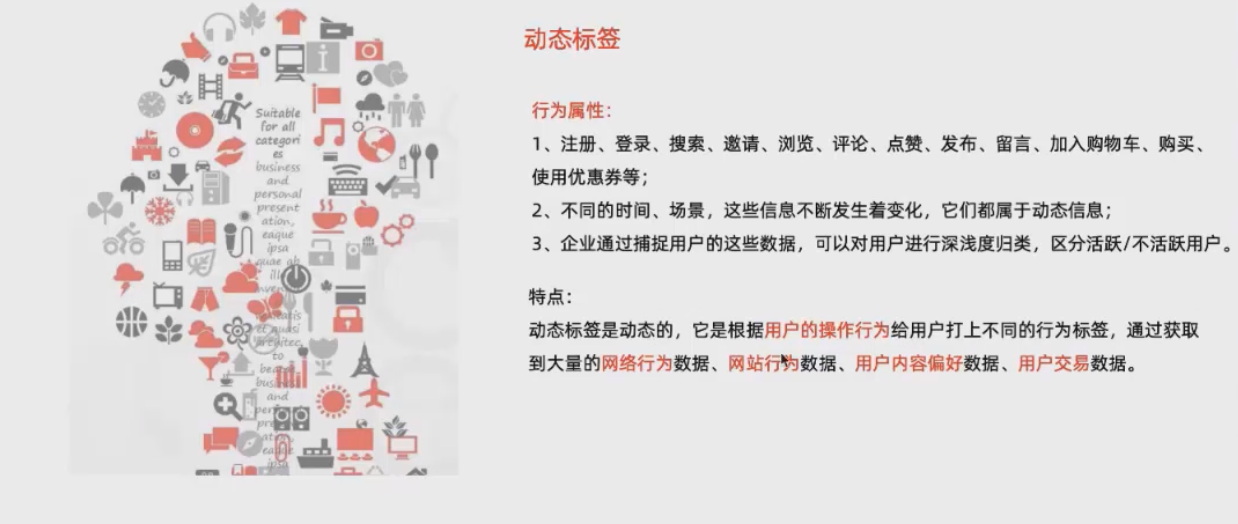 动态标签
行为属性：
1、注册、登录、搜索、邀请、浏览、评论、点赞、发布、留言、加入购物车、购买、
使用优惠券等；
2、不同的时间、场景，这些信息不断发生着变化，它们都属于动态信息；
3、企业通过捕捉用户的这些数据，可以对用户进行深浅度归类，区分活跃/不活跃用户。
特点：
动态标签是动态的，它是根据用户的操作行为给用户打上不同的行为标签，通过获取
到大量的网络行为数据、网站行为数据、用户内容偏好数据、用户交易数据。
Suitable
for all
categori
es
business
and
personal
present
ation,
eaque
ipsa
quae ab